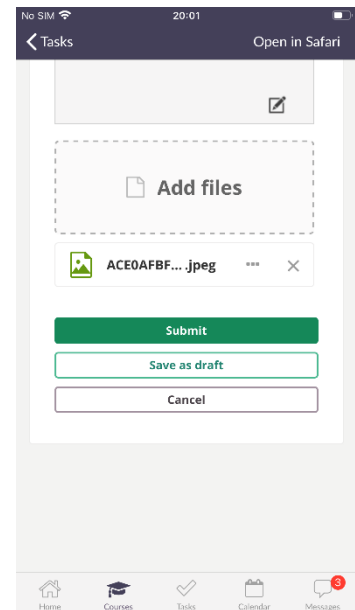 No SIM 20:01
Tasks Open in Safari
Add files
ACE0AFBF... .jpeg
Submit
Save as draft
Cancel
3
Home Courses Tasks Calendar Messages